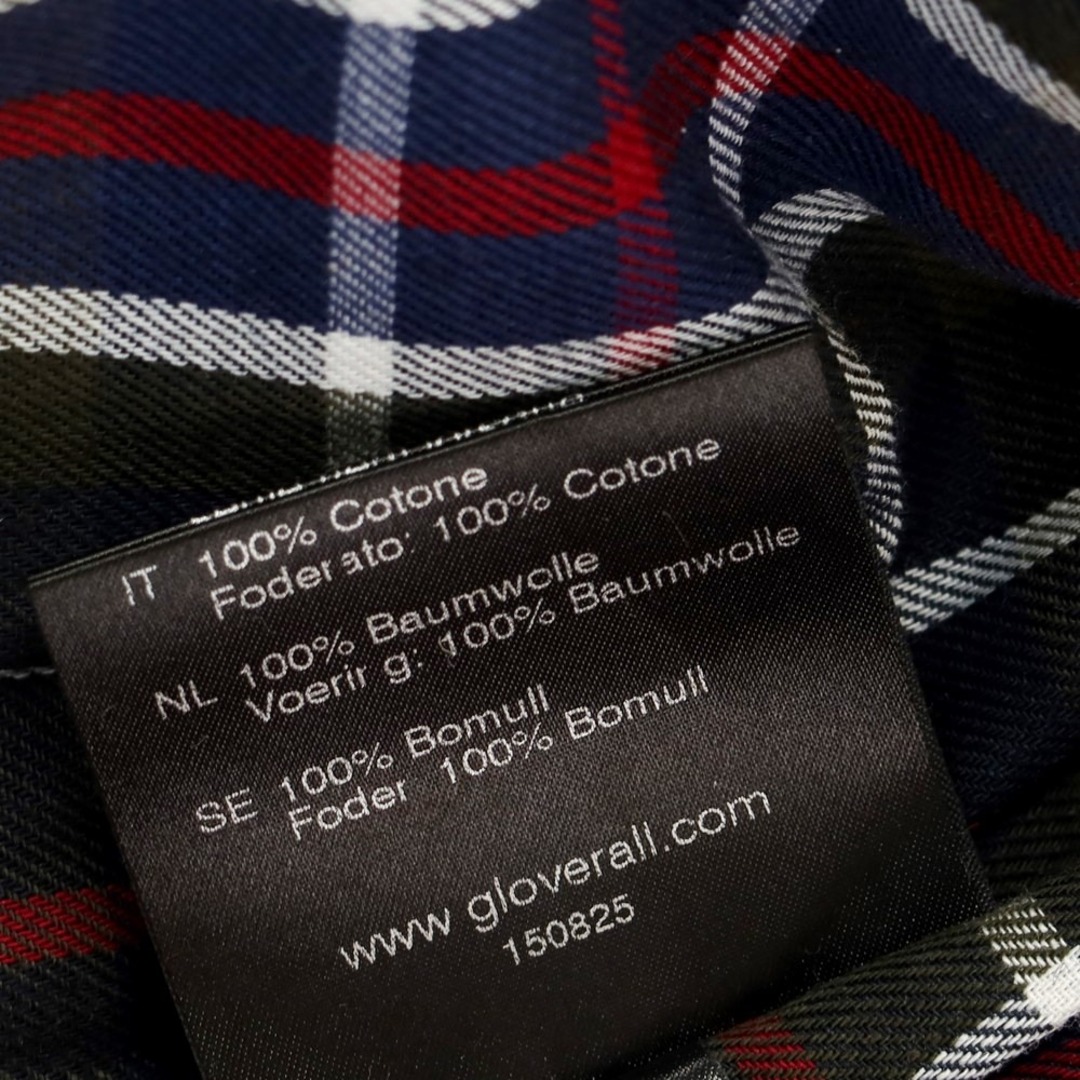 IT 100% Cotone
Foderato: 100% Cotone
NL 100% Baumwolle
Voerir g: 100% Baumwolle
SE 100% Bomull
Foder 100% Bomull
www gloverall.com
150825